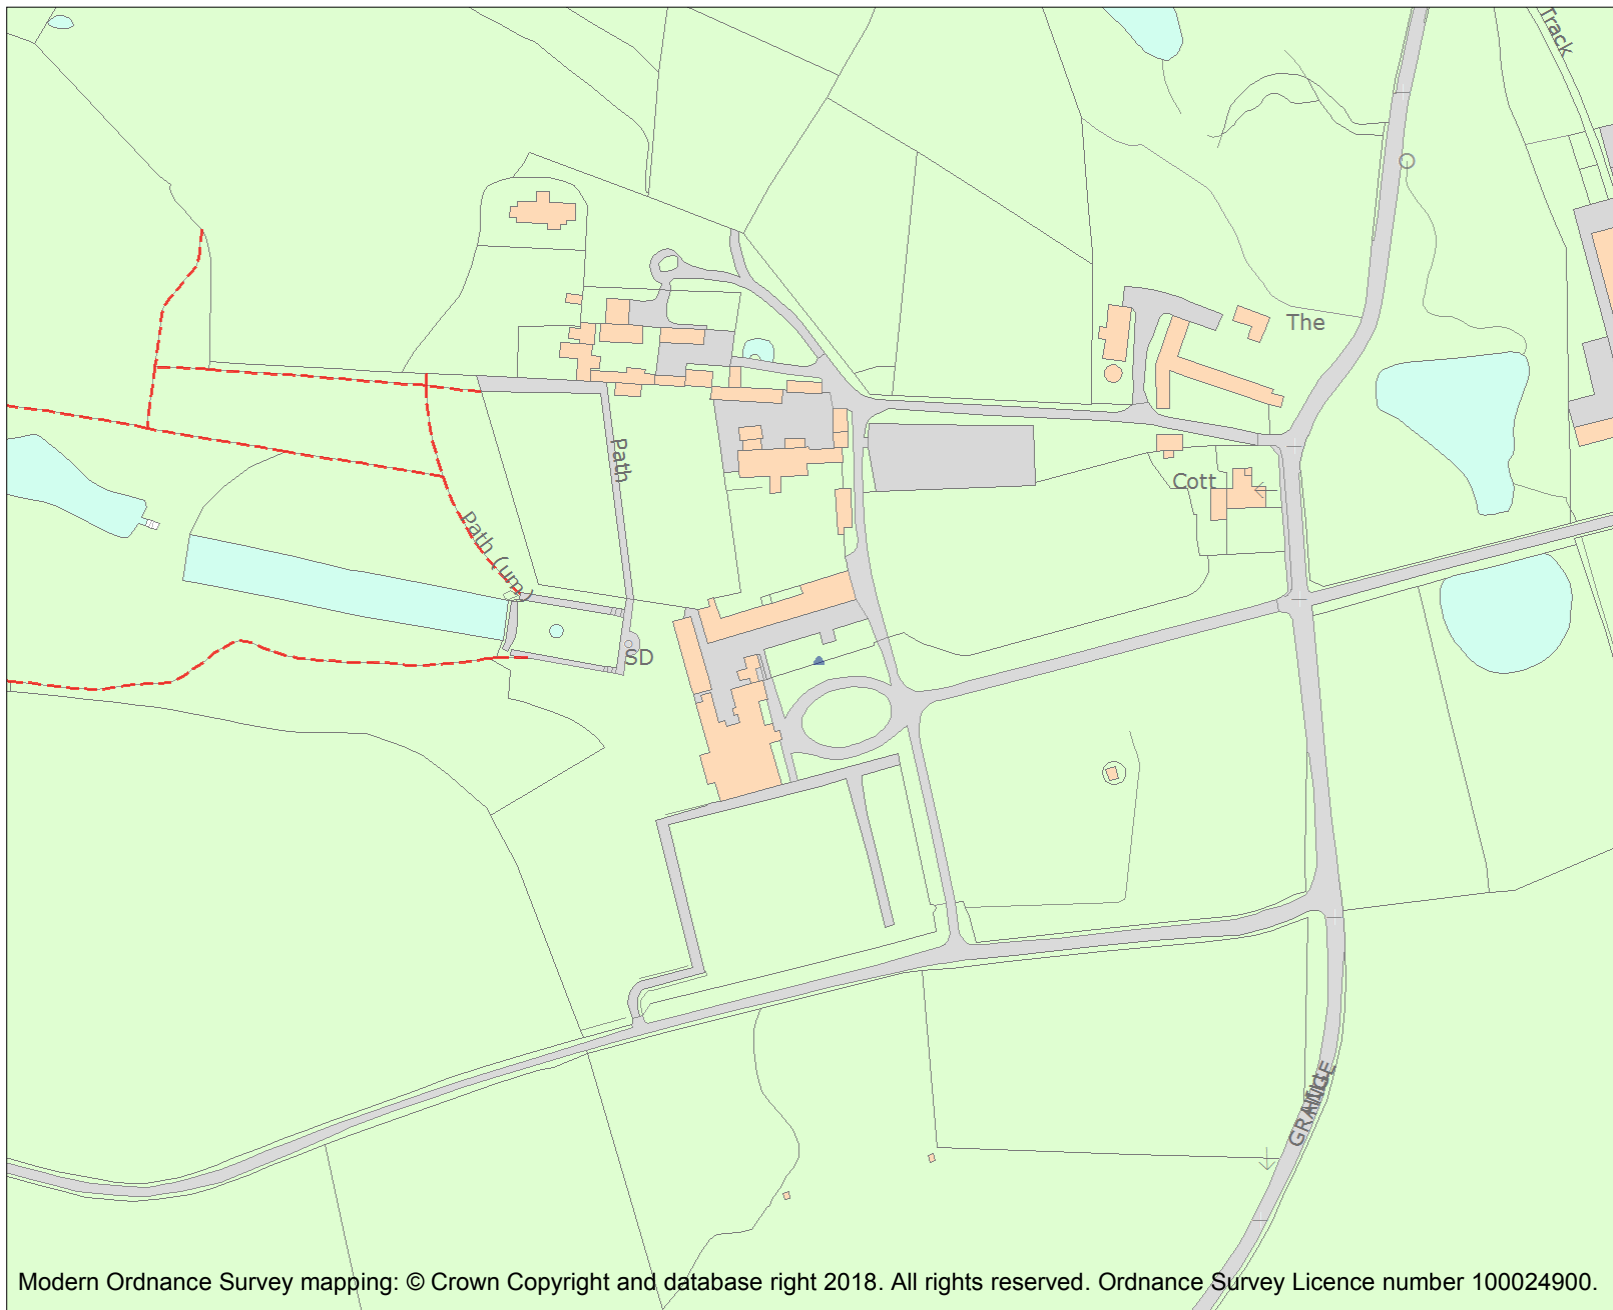 Track
The
Path
Cott
Path (um)
SD
GRANGE
Modern Ordnance Survey mapping: © Crown Copyright and database right 2018. All rights reserved. Ordnance Survey Licence number 100024900.